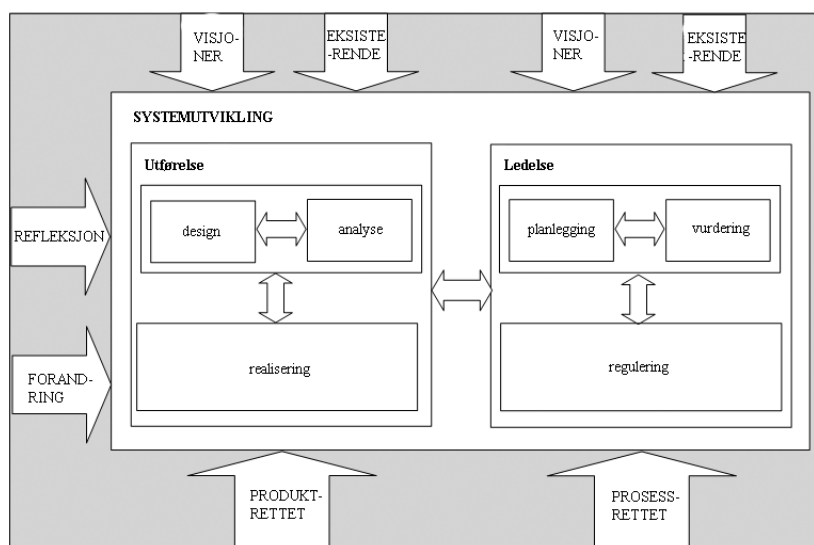 VISJO-
NER
EKSISTE
-RENDE
VISJO-
NER
EKSISTE
-RENDE
SYSTEMUTVIKLING
Utførelse
Ledelse
design
analyse
planlegging
vurdering
REFLEKSJON
realisering
regulering
FORAND-
RING
PRODUKT-
RETTET
PROSESS-
RETTET